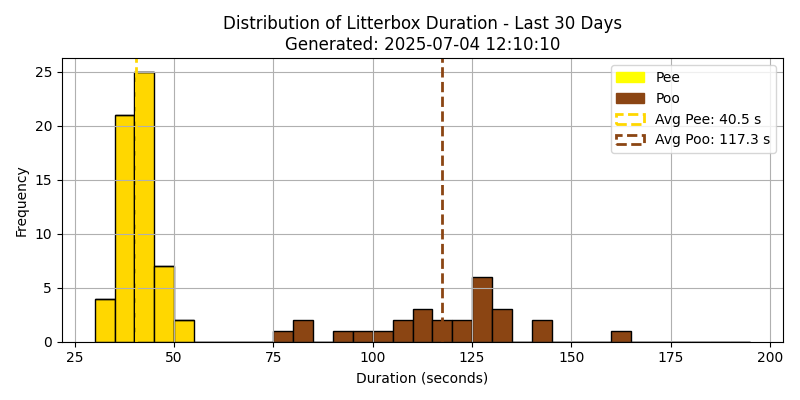 Distribution of Litterbox Duration - Last 30 Days
Generated: 2025-07-04 12:10:10
Pee
Poo
Avg Pee: 40.5 s
Avg Poo: 117.3 s
Frequency
25
20
15
10
5
0
25 50 75 100 125 150 175 200
Duration (seconds)